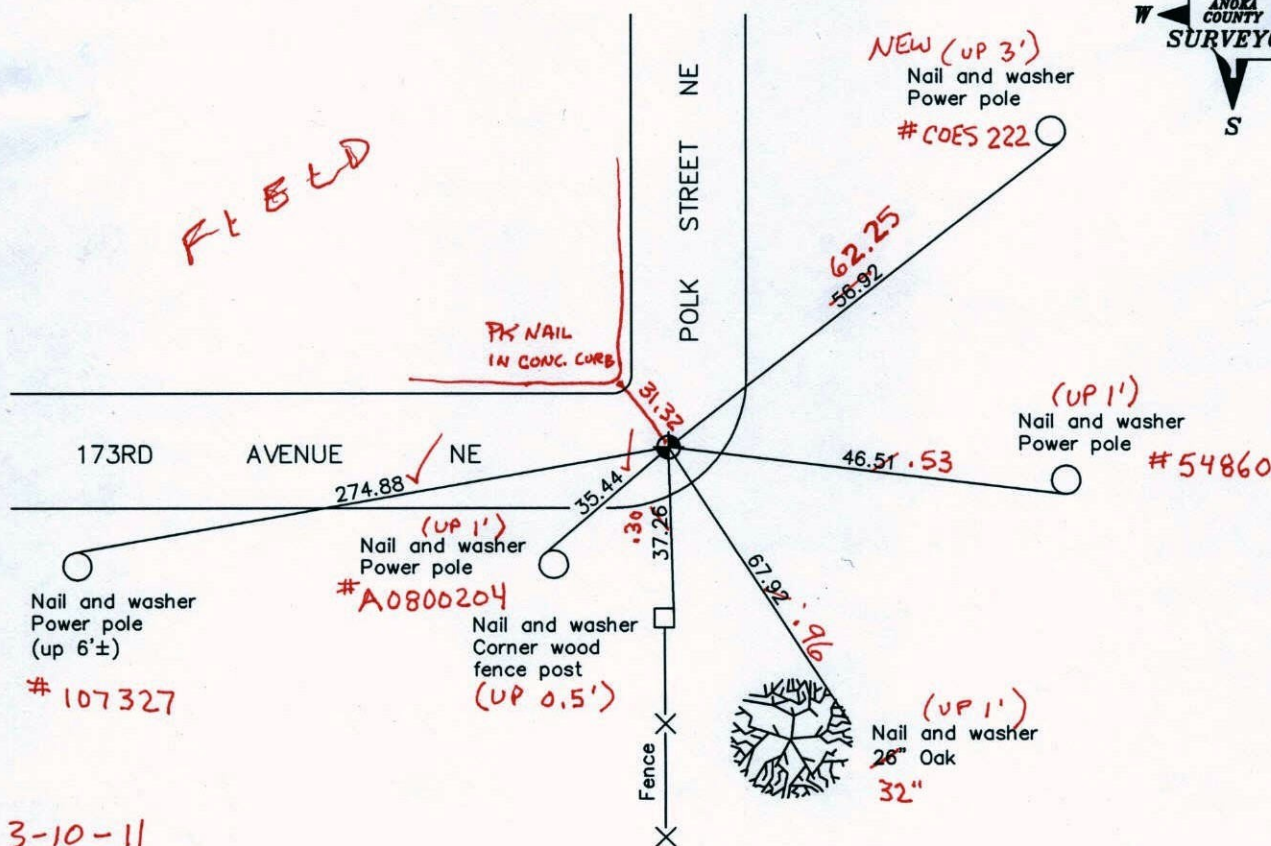 W
ANOKA
COUNTY
SURVEYO
S
NEW (UP 3')
Nail and washer
Power pole
# COES 222
POLK STREET NE
62.25
56.92
PK NAIL
IN CONC. CURB
31.32
(UP 1')
Nail and washer
Power pole
# 54860
46.51 .53
173RD AVENUE NE
274.88
35.44
.30
37.26
67.92 .96
(UP 1')
Nail and washer
Power pole
# A0800204
Nail and washer
Power pole
(up 6'±)
# 107327
Nail and washer
Corner wood
fence post
(UP 0.5')
(UP 1')
Nail and washer
26" Oak
32"
Fence
3-10-11